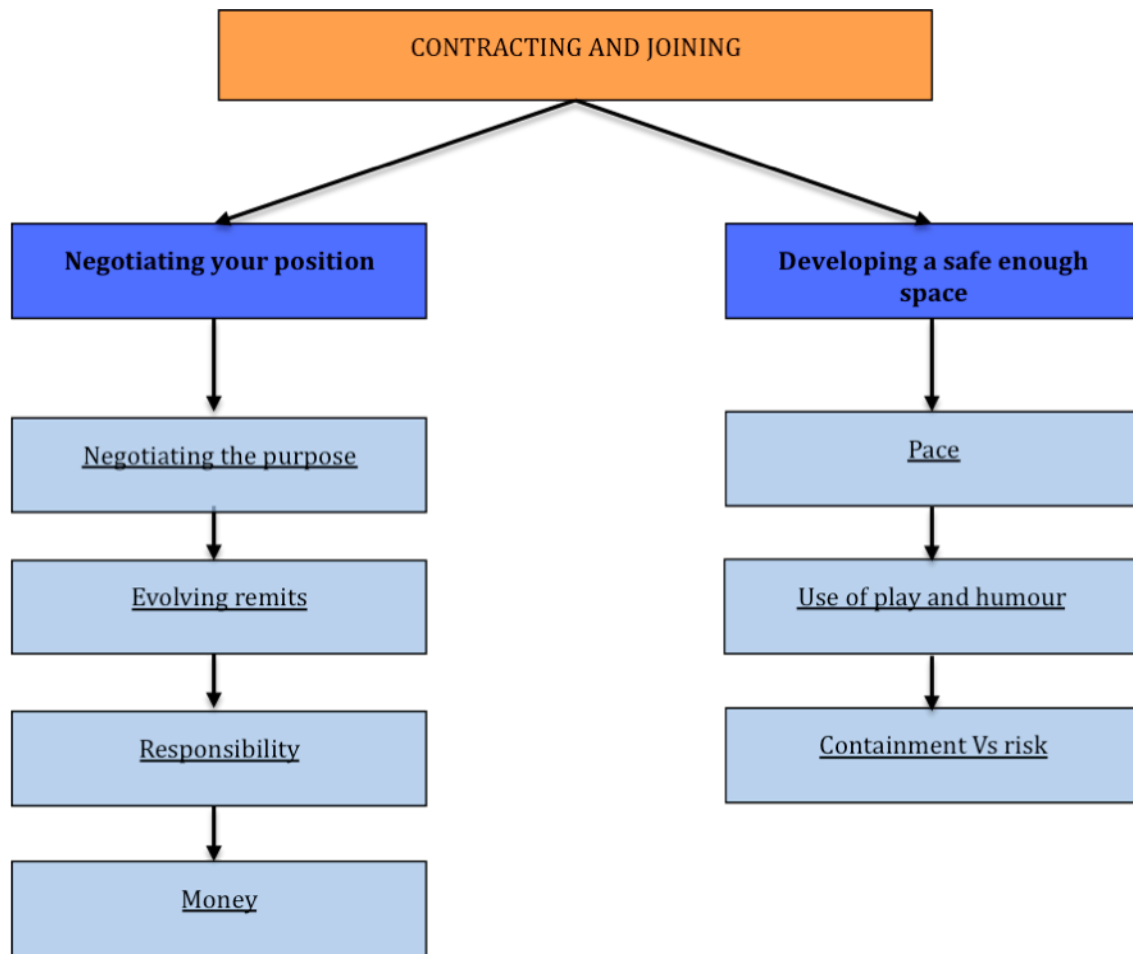 CONTRACTING AND JOINING
Negotiating your position
Developing a safe enough
space
Negotiating the purpose
Pace
Evolving remits
Use of play and humour
Responsibility
Containment Vs risk
Money